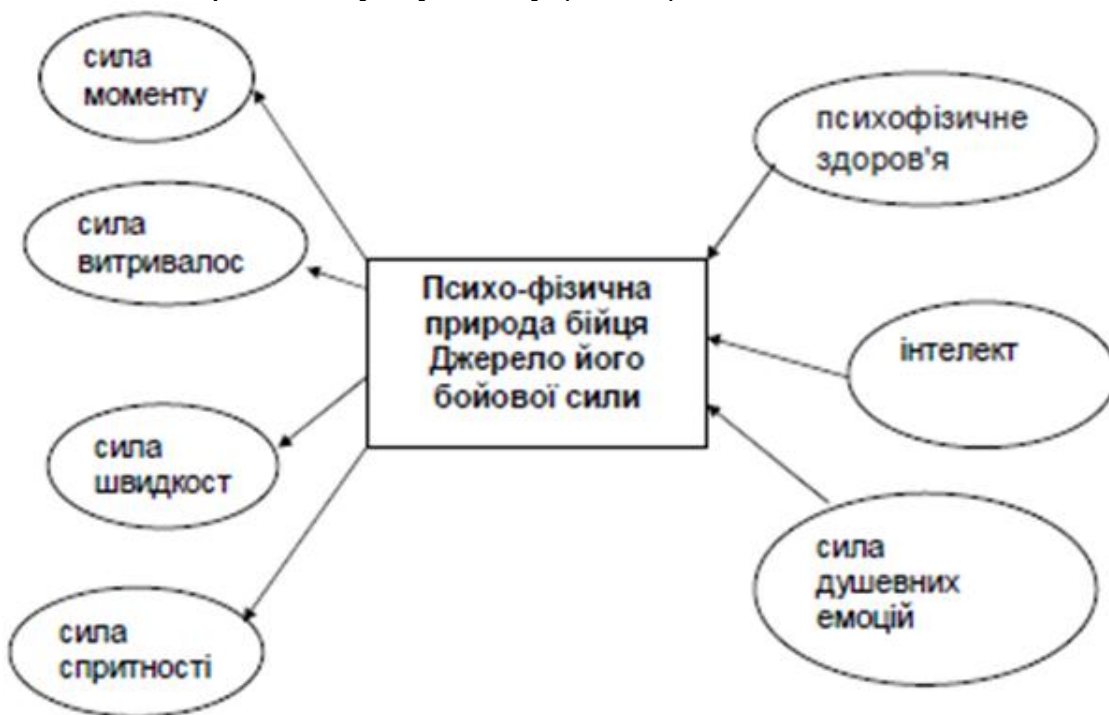 сила
моменту
сила
витривалос
сила
швидкост
сила
спритності
Психо-фізична
природа бійця
Джерело його
бойової сили
психофізичне
здоров'я
інтелект
сила
душевних
емоцій